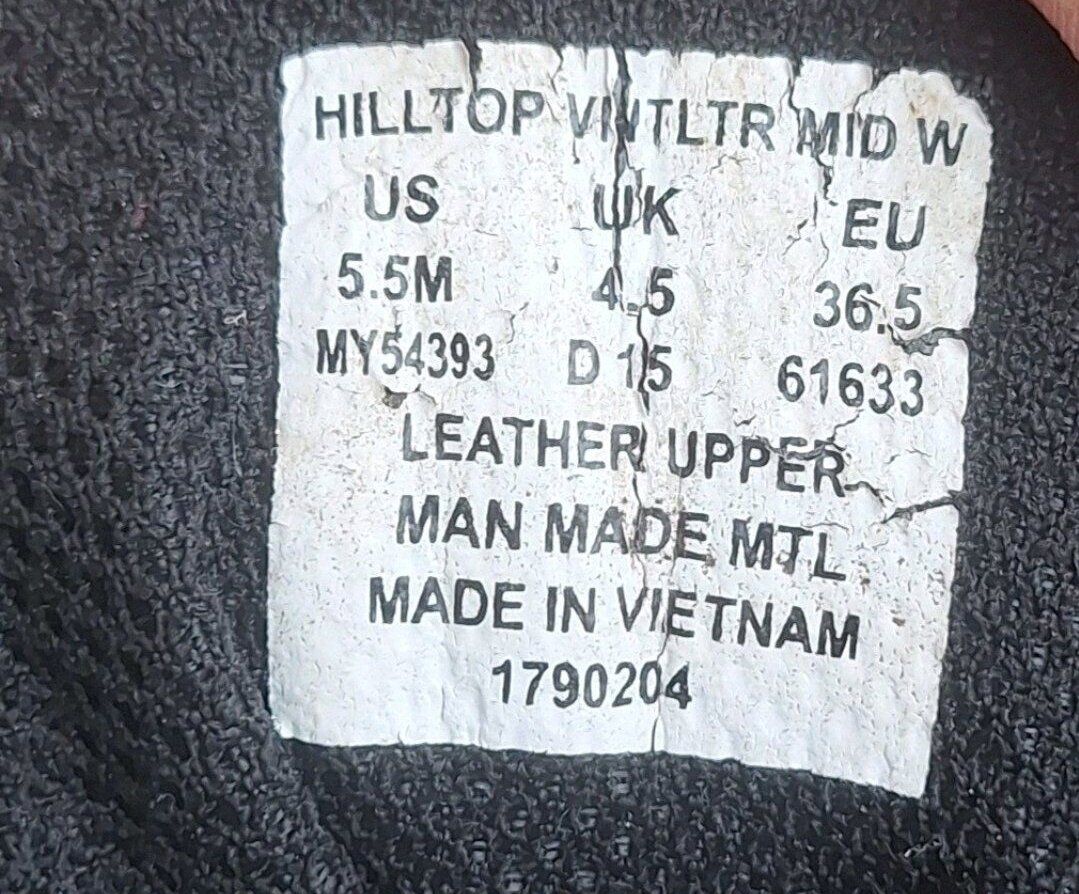 HILLTOP VNTLTR MID W
US UK EU
5.5M 4.5 36.5
MY54393 D 15 61633
LEATHER UPPER
MAN MADE MTL
MADE IN VIETNAM
1790204